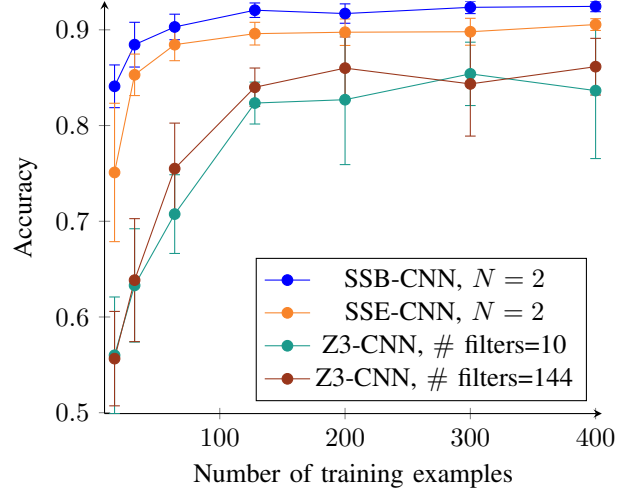 0.9
0.8
0.7
0.6
0.5
Accuracy
SSB-CNN, N = 2
SSE-CNN, N = 2
Z3-CNN, # filters=10
Z3-CNN, # filters=144
100 200 300 400
Number of training examples